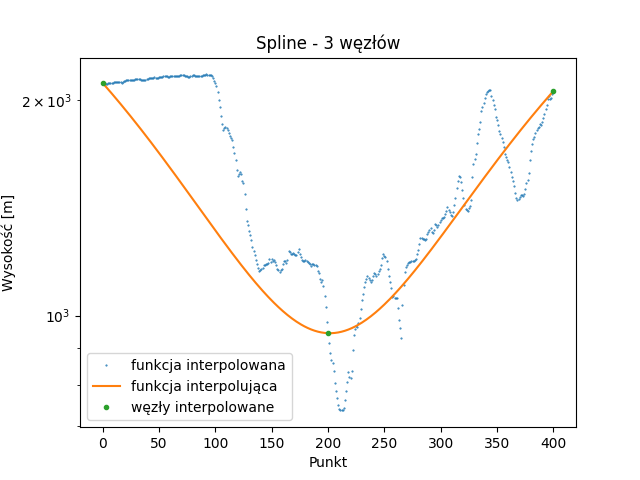 Spline - 3 węzłów
Wysokość [m]
2 × 10³
10³
funkcja interpolowana
funkcja interpolująca
węzły interpolowane
0 50 100 150 200 250 300 350 400
Punkt